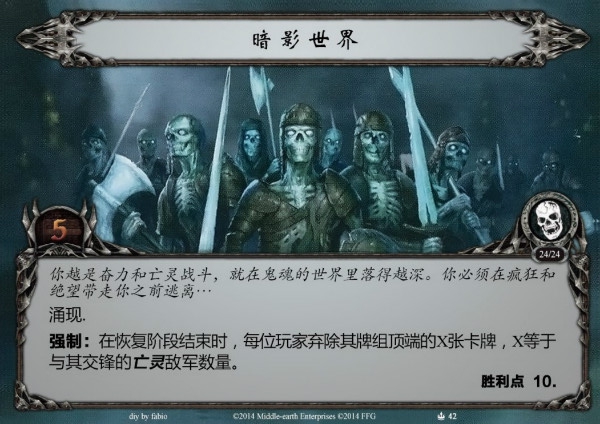 暗影世界
5
24/24
你越是奋力和亡灵战斗，就在鬼魂的世界里落得越深。你必须在疯狂和
绝望带走你之前逃离…
涌现.
强制：在恢复阶段结束时，每位玩家弃除其牌组顶端的X张卡牌，X等于
与其交锋的亡灵敌军数量。
胜利点 10.
diy by fabio ©2014 Middle-earth Enterprises ©2014 FFG 42